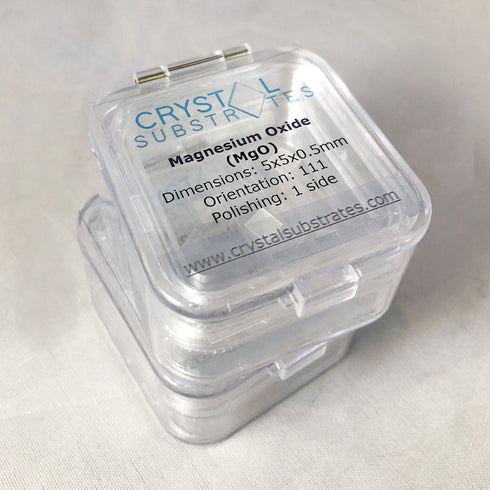 CRYSTAL
SUBSTRATES
Magnesium Oxide
(MgO)
Dimensions: 5x5x0.5mm
Orientation: 111
Polishing: 1 side
www.crystalsubstrates.com